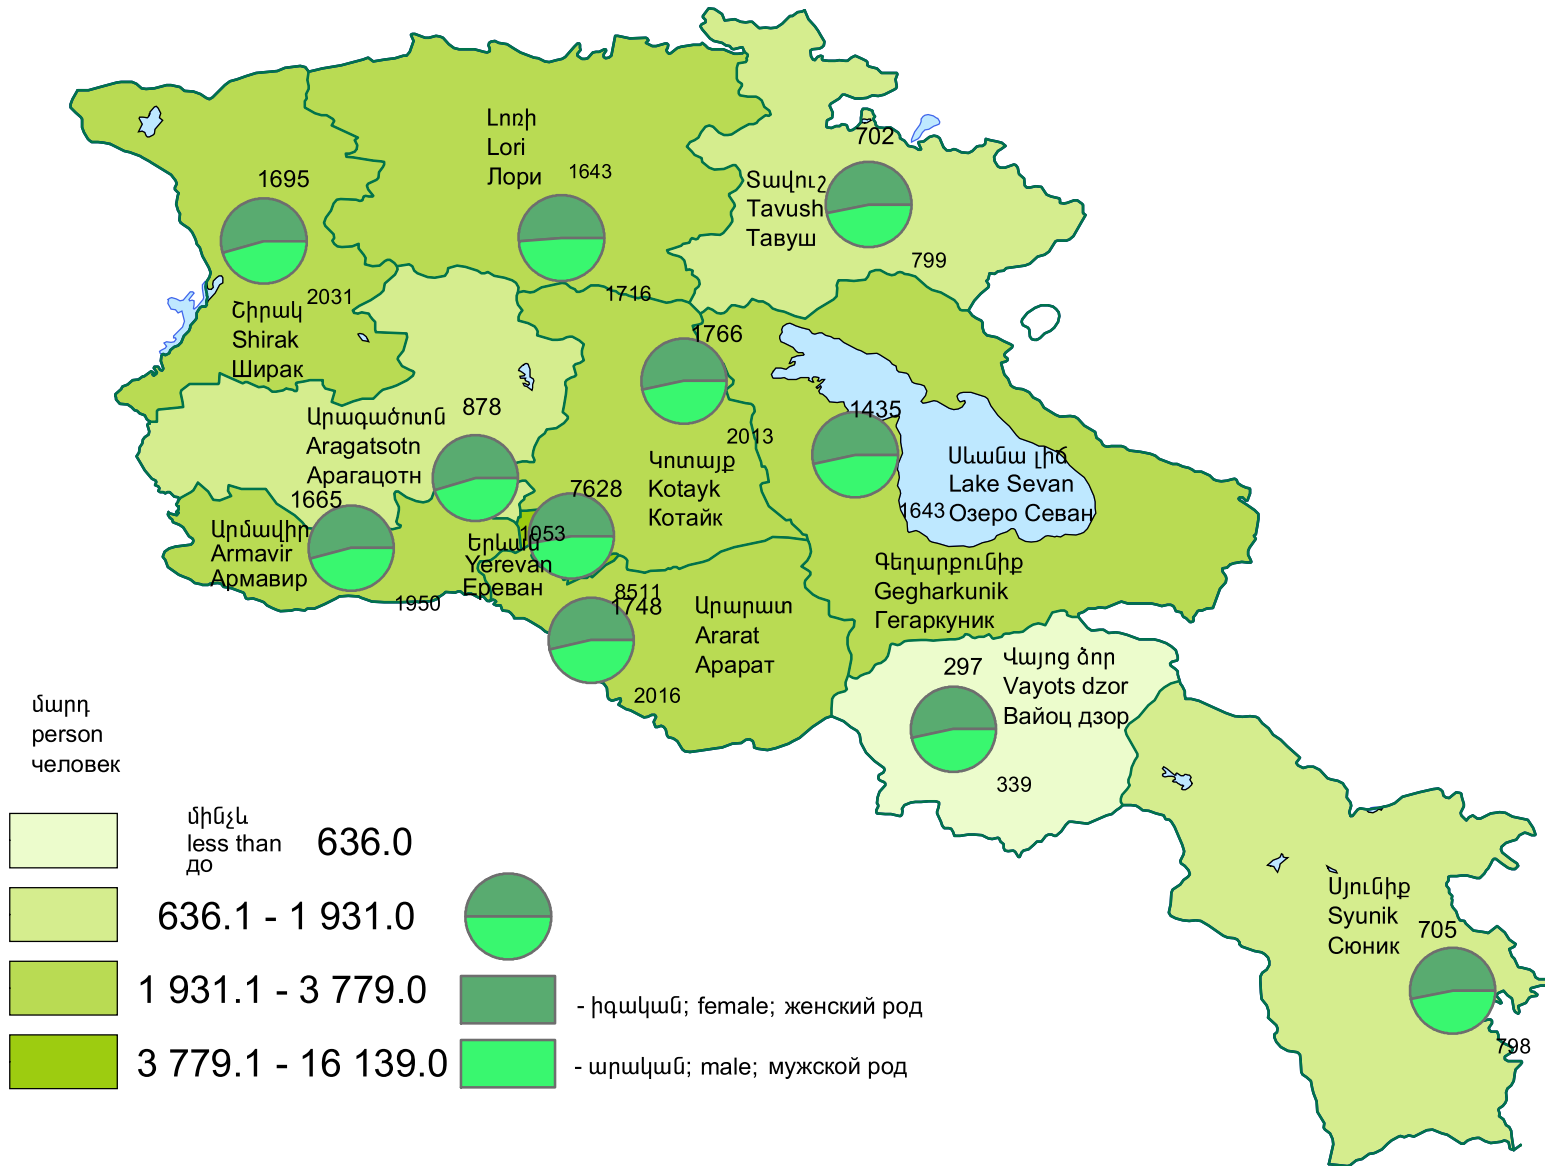 702
Լոռի
Lori
Лори
1643
1695
Տավուշ
Tavush
Тавуш
799
2031
Շիրակ
Shirak
Ширак
1716
1766
878
Արագածոտն
Aragatsotn
Арагацотн
1435
2013
Կոտայք
Kotayk
Котайк
Սևանա լիճ
Lake Sevan
Озеро Севан
1643
1665
Արմավիր
Armavir
Армавир
1950
7628
1053
Երևան
Yerevan
Ереван
8511
1748
Արարատ
Ararat
Арарат
2016
Գեղարքունիք
Gegharkunik
Гегаркуник
297
Վայոց ձոր
Vayots dzor
Вайоц дзор
339
Սյունիք
Syunik
Сюник
705
798
մարդ
person
человек
մինչև
less than
до
636.0
636.1 - 1 931.0
1 931.1 - 3 779.0
3 779.1 - 16 139.0
- իգական; female; женский род
- արական; male; мужской род